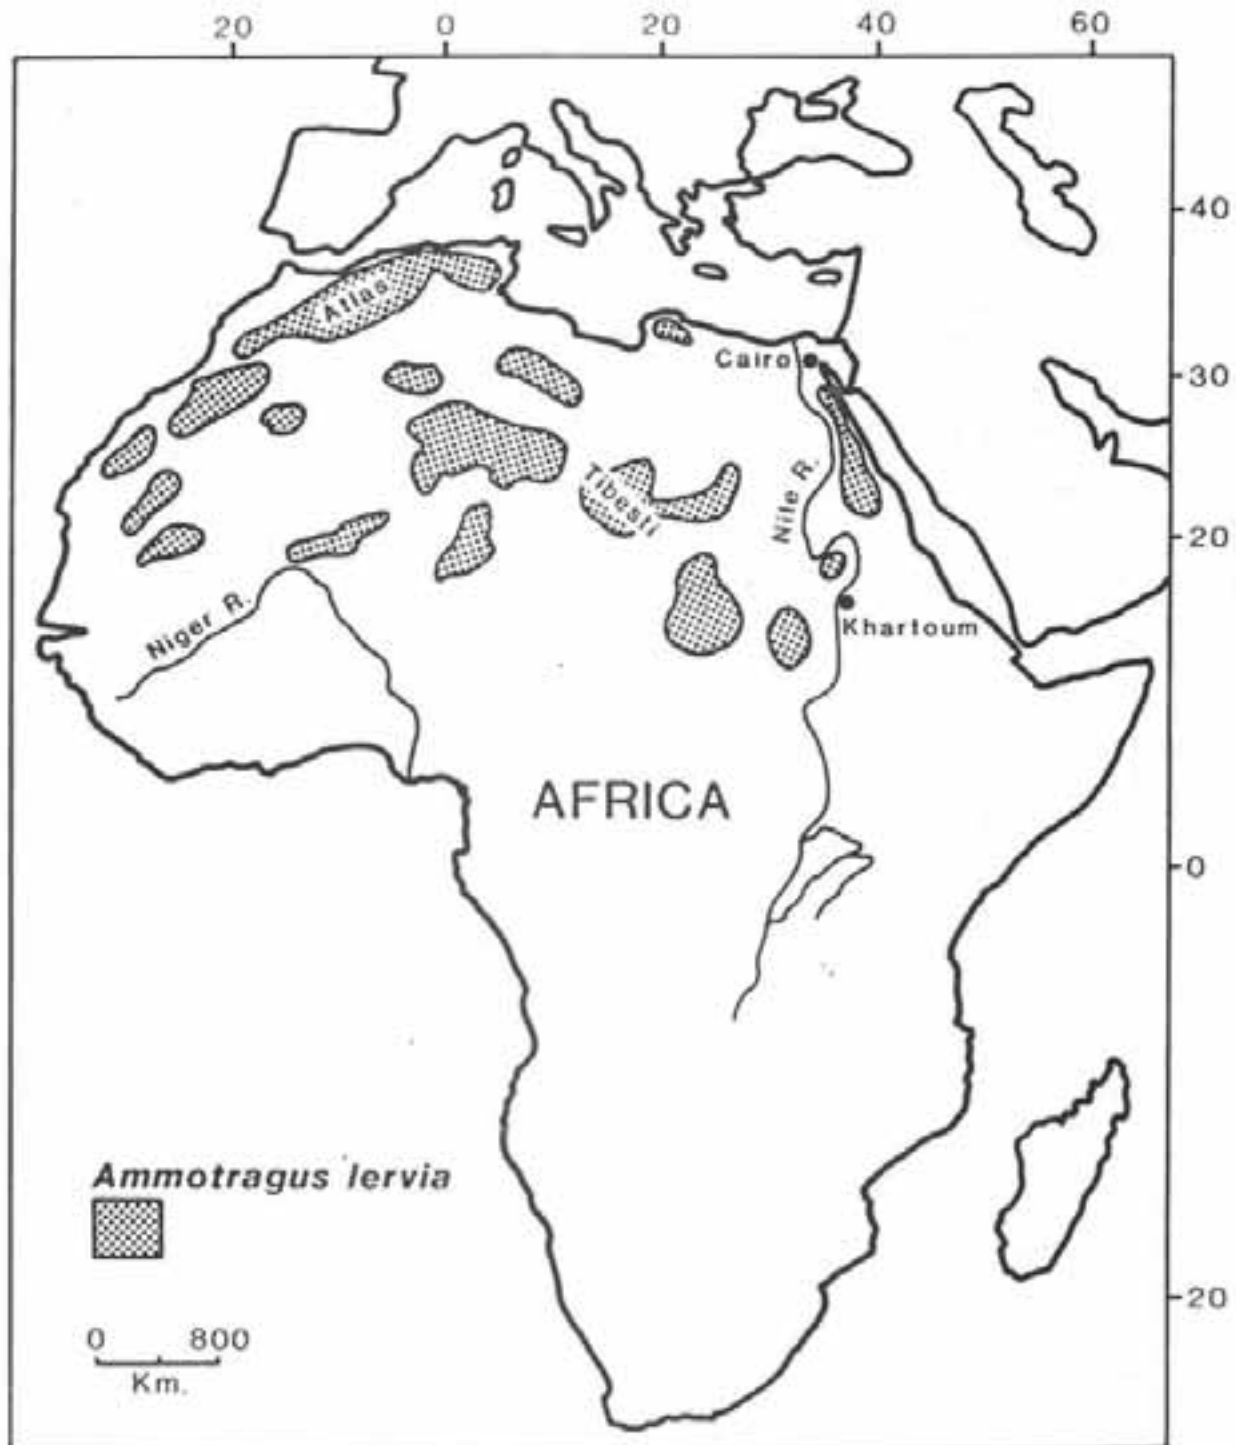 20 0 20 40 60
40
Atlas
Cairo
30
Tibesti
Nile R.
20
Niger R.
Khartoum
AFRICA
0
Ammotragus lervia
20
0 800
Km.